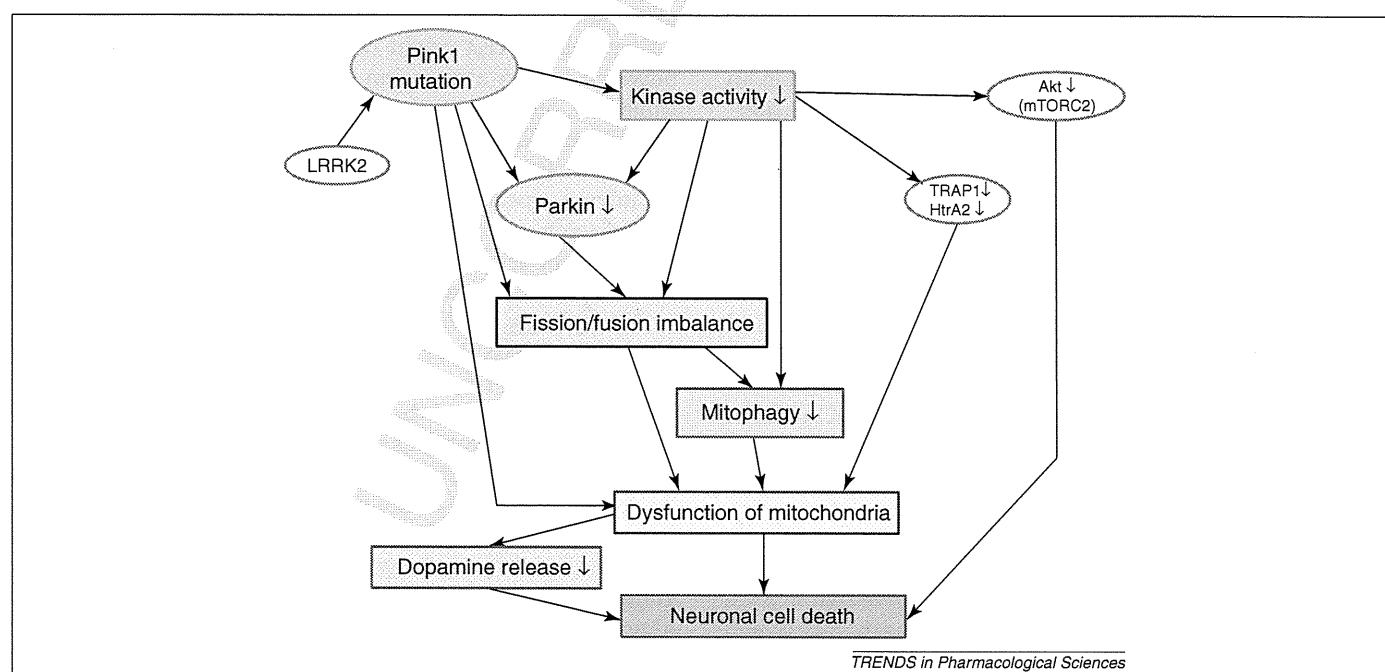 Pink1
mutation
Kinase activity ↓
Akt ↓
(mTORC2)
LRRK2
Parkin ↓
TRAP1↓
HtrA2 ↓
Fission/fusion imbalance
Mitophagy ↓
Dysfunction of mitochondria
Dopamine release ↓
Neuronal cell death
TRENDS in Pharmacological Sciences